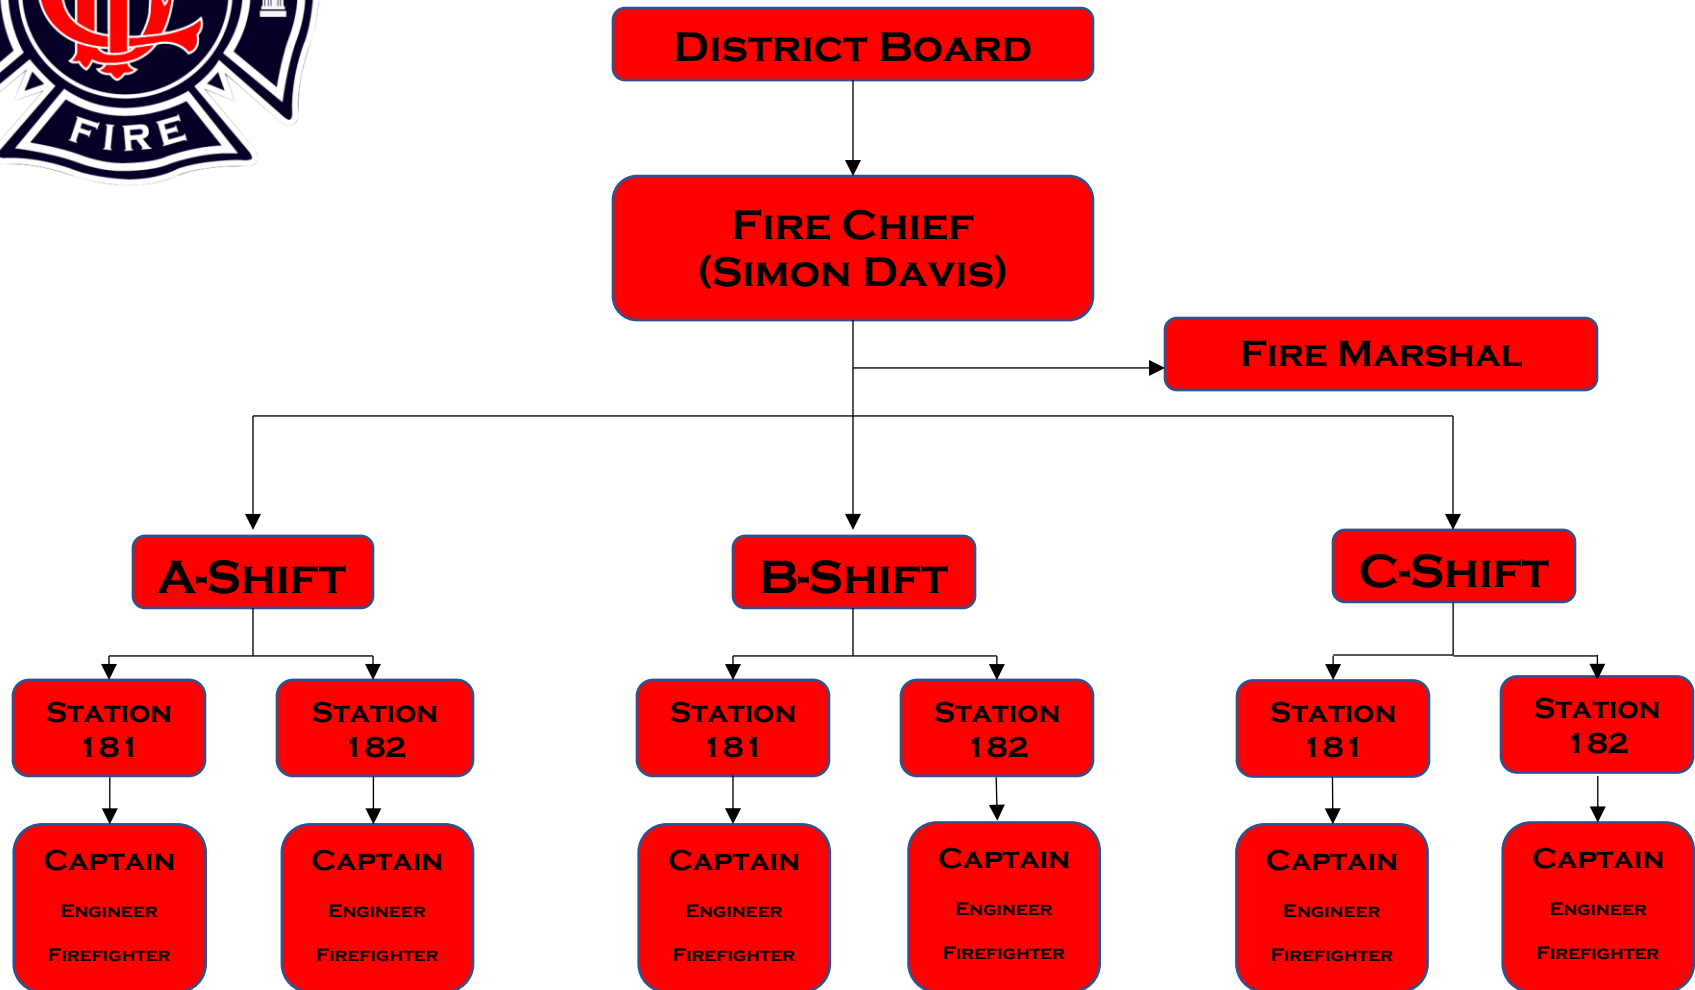 FIRE
DISTRICT BOARD
FIRE CHIEF
(SIMON DAVIS)
FIRE MARSHAL
A-SHIFT
B-SHIFT
C-SHIFT
STATION
181
STATION
182
STATION
181
STATION
182
STATION
181
STATION
182
CAPTAIN
ENGINEER
FIREFIGHTER
CAPTAIN
ENGINEER
FIREFIGHTER
CAPTAIN
ENGINEER
FIREFIGHTER
CAPTAIN
ENGINEER
FIREFIGHTER
CAPTAIN
ENGINEER
FIREFIGHTER
CAPTAIN
ENGINEER
FIREFIGHTER